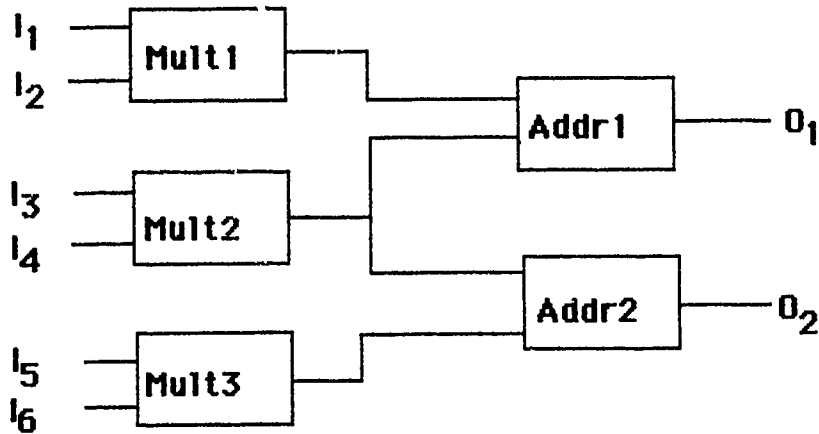 I1
Mult1
I2
Addr1
O1
I3
Mult2
I4
Addr2
O2
I5
Mult3
I6